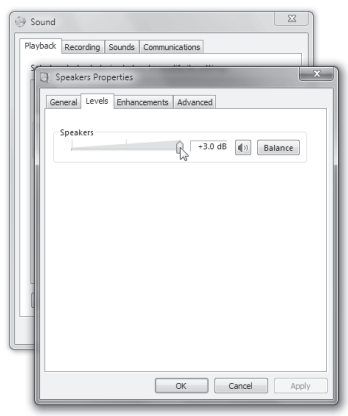 Sound
Playback Recording Sounds Communications
Speakers Properties
General Levels Enhancements Advanced
Speakers
+3.0 dB Balance
OK Cancel Apply